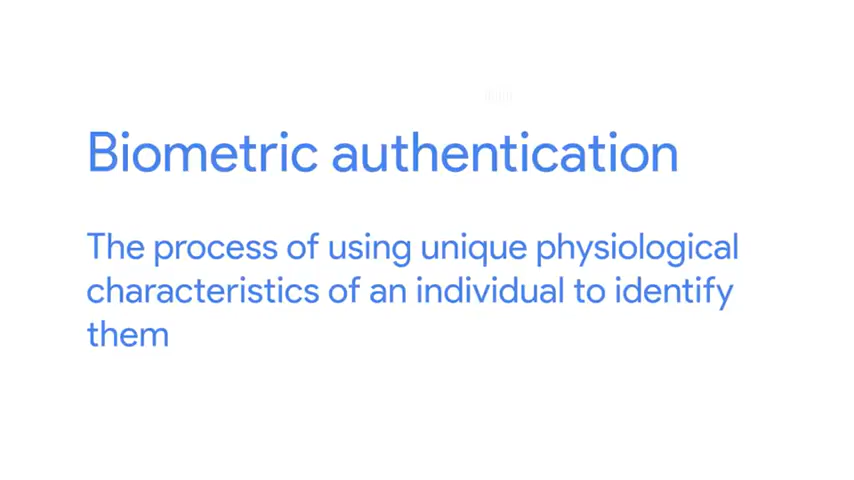 Biometric authentication
The process of using unique physiological
characteristics of an individual to identify
them